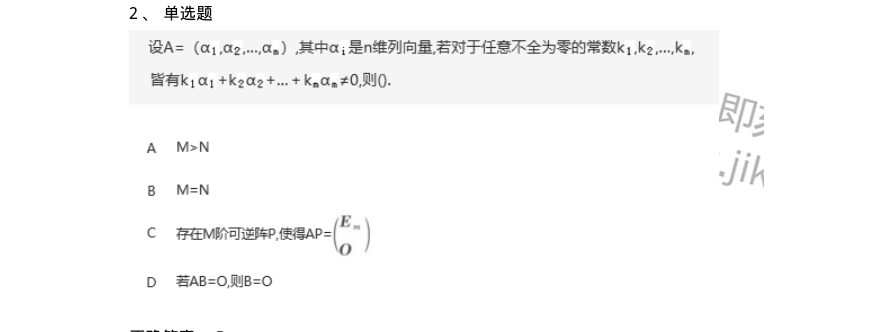 2 、 单选题
设A=（α₁,α₂,...,αₘ）,其中αᵢ是n维列向量,若对于任意不全为零的常数k₁,k₂,...,kₘ,
皆有k₁α₁+k₂α₂+...+kₘαₘ≠0,则().
即
.jik
A M>N
B M=N
C 存在M阶可逆阵P,使得AP=(Eₘ
O)
D 若AB=O,则B=O